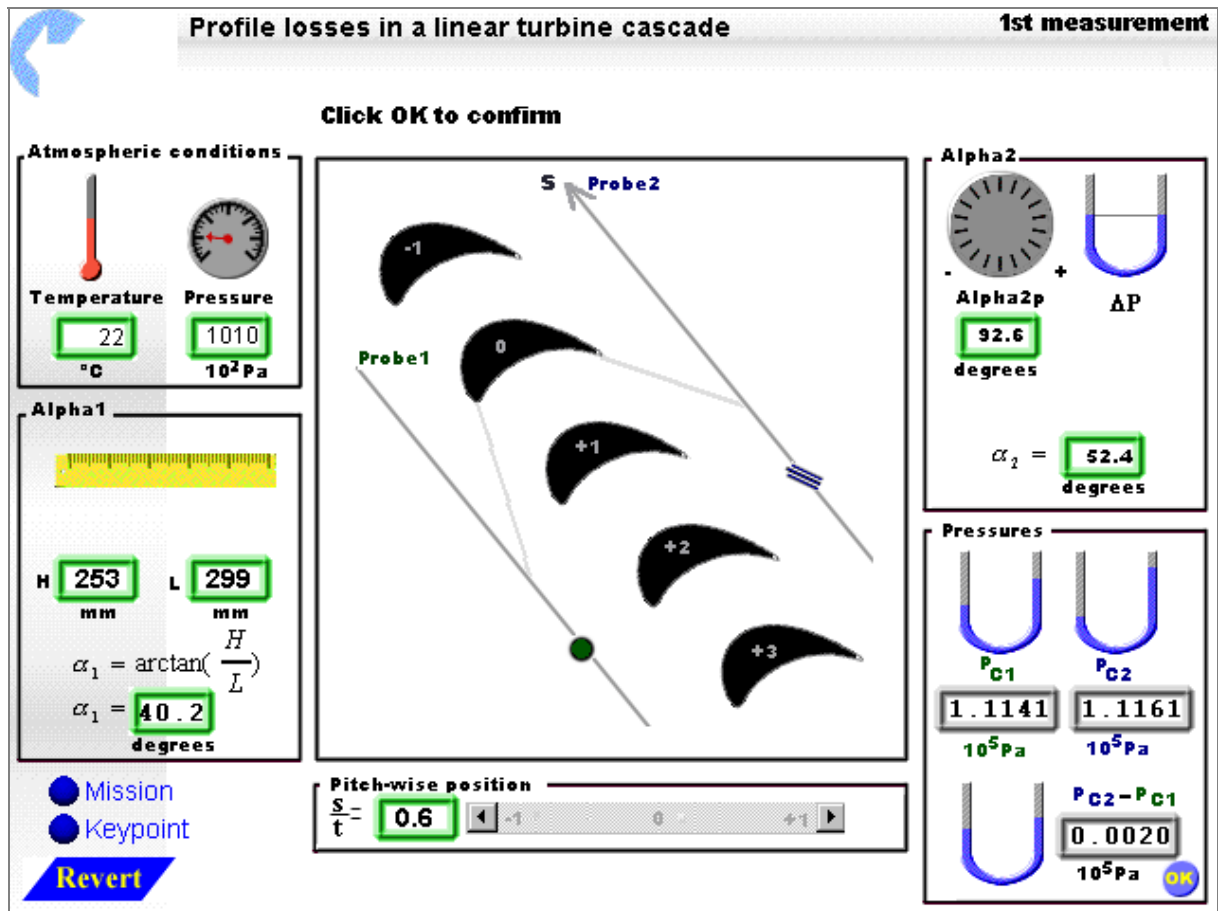 Profile losses in a linear turbine cascade
1st measurement
Click OK to confirm
Atmospheric conditions
Temperature
Pressure
22
1010
°C
10²Pa
Alpha1
H 253
L 299
mm
mm
α₁ = arctan( H/L )
α₁ = 40.2
degrees
Mission
Keypoint
Revert
S
Probe2
Probe1
-1
0
+1
+2
+3
Pitch-wise position
s/t = 0.6
-1 0 +1
Alpha2
- +
Alpha2p
ΔP
92.6
degrees
α₂ = 52.4
degrees
Pressures
PC1
PC2
1.1141
1.1161
10⁵Pa
10⁵Pa
PC2-PC1
0.0020
10⁵Pa
OK